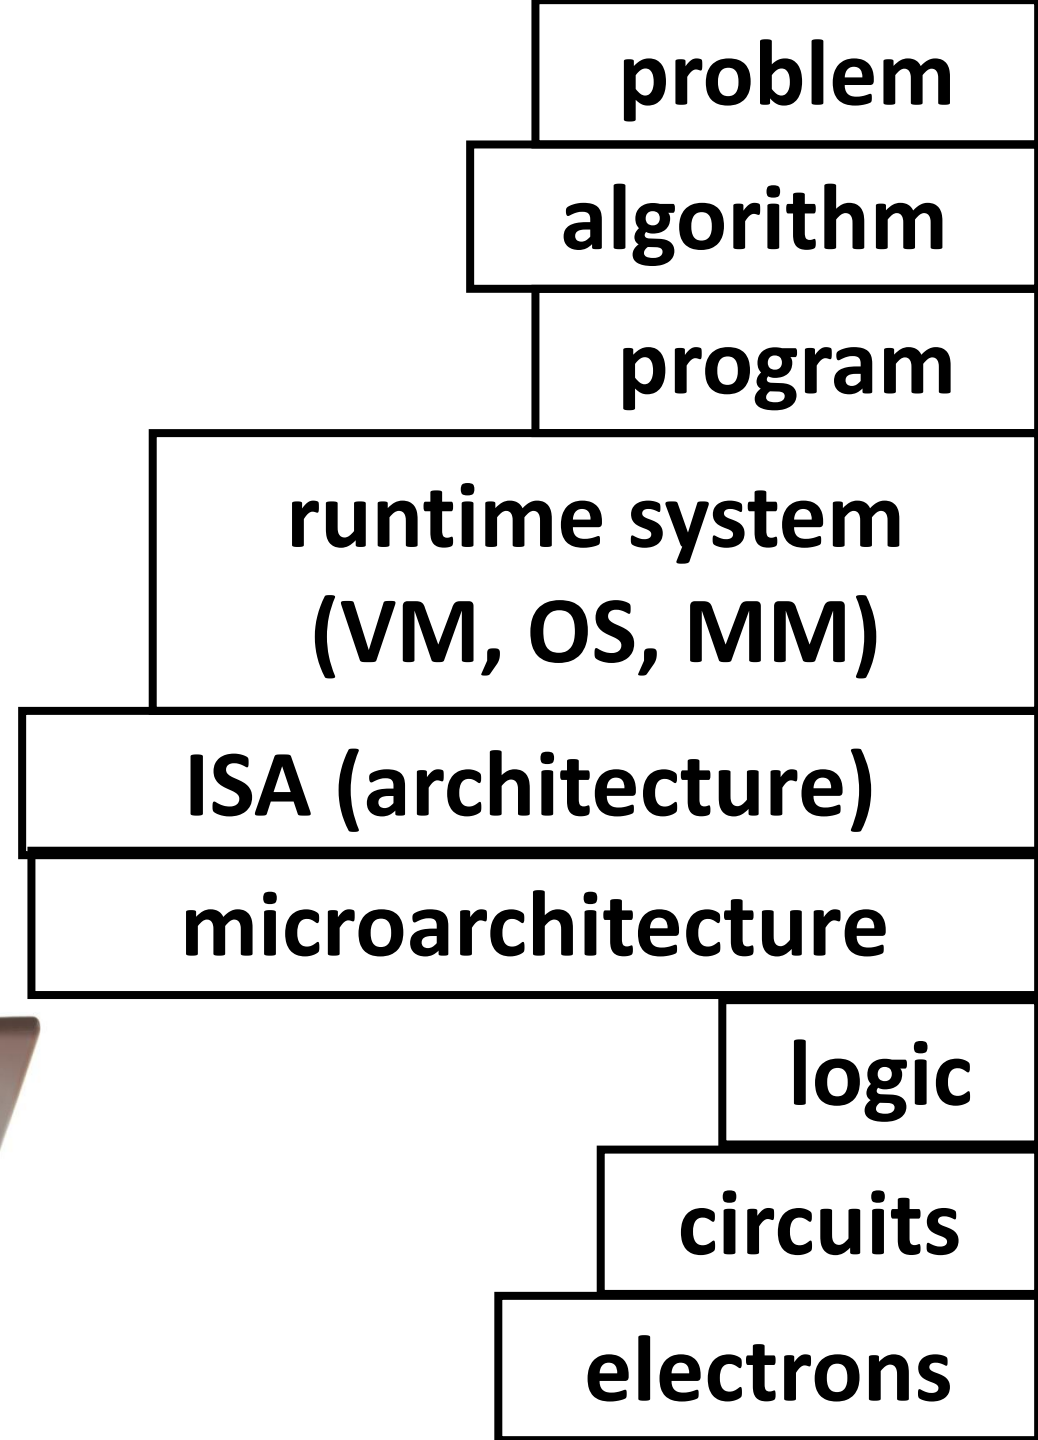 problem
algorithm
program
runtime system
(VM, OS, MM)
ISA (architecture)
microarchitecture
logic
circuits
electrons